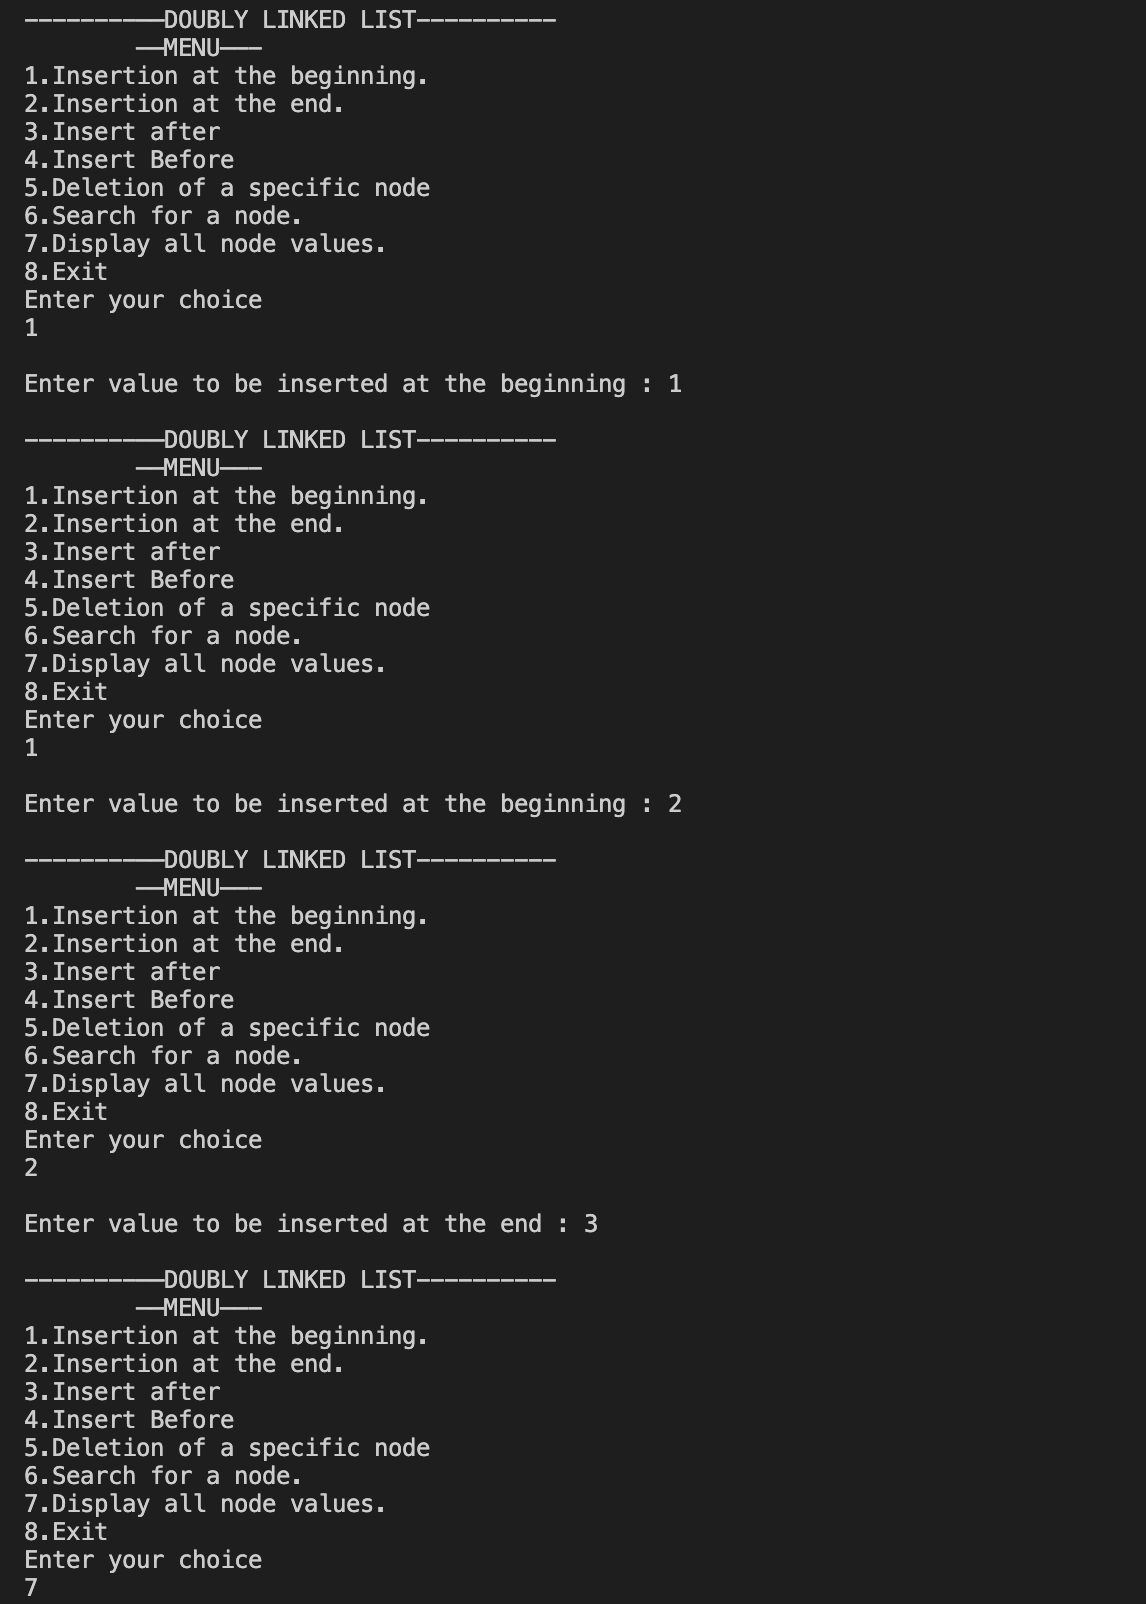 ----------DOUBLY LINKED LIST----------
        --MENU---
1.Insertion at the beginning.
2.Insertion at the end.
3.Insert after
4.Insert Before
5.Deletion of a specific node
6.Search for a node.
7.Display all node values.
8.Exit
Enter your choice
1

Enter value to be inserted at the beginning : 1

----------DOUBLY LINKED LIST----------
        --MENU---
1.Insertion at the beginning.
2.Insertion at the end.
3.Insert after
4.Insert Before
5.Deletion of a specific node
6.Search for a node.
7.Display all node values.
8.Exit
Enter your choice
1

Enter value to be inserted at the beginning : 2

----------DOUBLY LINKED LIST----------
        --MENU---
1.Insertion at the beginning.
2.Insertion at the end.
3.Insert after
4.Insert Before
5.Deletion of a specific node
6.Search for a node.
7.Display all node values.
8.Exit
Enter your choice
2

Enter value to be inserted at the end : 3

----------DOUBLY LINKED LIST----------
        --MENU---
1.Insertion at the beginning.
2.Insertion at the end.
3.Insert after
4.Insert Before
5.Deletion of a specific node
6.Search for a node.
7.Display all node values.
8.Exit
Enter your choice
7